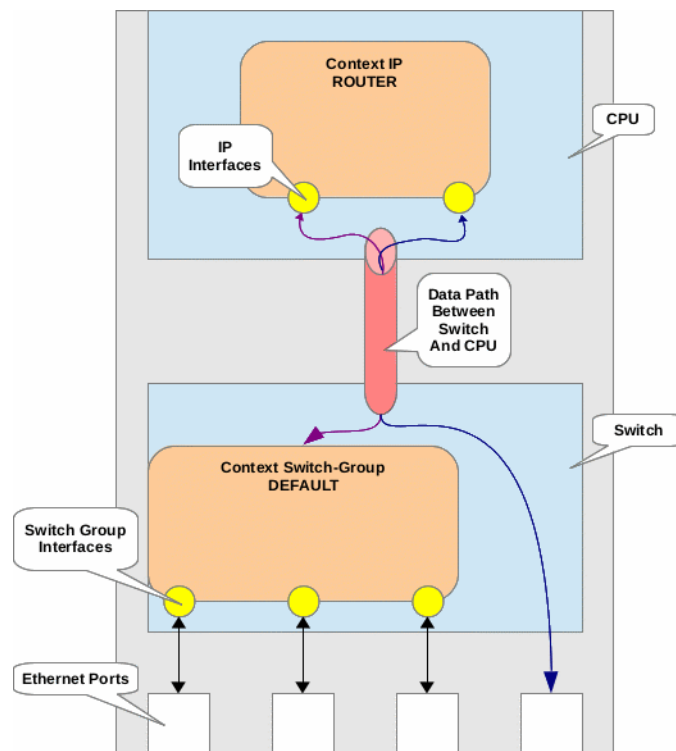 Context IP
ROUTER
CPU
IP
Interfaces
Data Path
Between
Switch
And CPU
Switch
Context Switch-Group
DEFAULT
Switch Group
Interfaces
Ethernet Ports